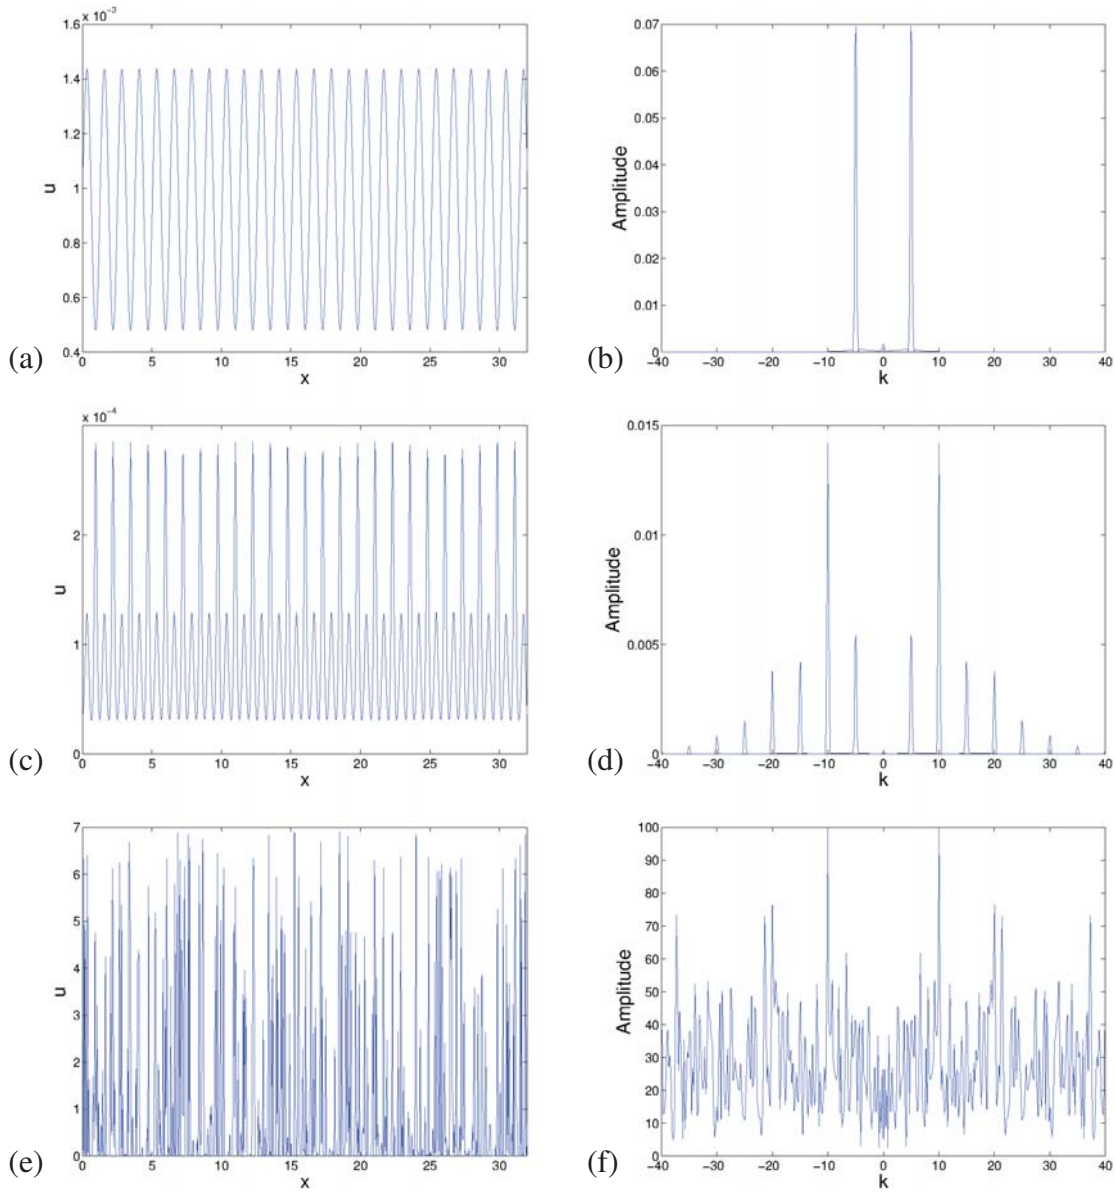 x 10⁻³
1.6
1.4
1.2
1
0.8
0.6
0.4
u
0 5 10 15 20 25 30
x
(a)
0.07
0.06
0.05
0.04
0.03
0.02
0.01
0
Amplitude
−40 −30 −20 −10 0 10 20 30 40
k
(b)
x 10⁻⁴
2
1
0
u
0 5 10 15 20 25 30
x
(c)
0.015
0.01
0.005
0
Amplitude
−40 −30 −20 −10 0 10 20 30 40
k
(d)
7
6
5
4
3
2
1
0
u
0 5 10 15 20 25 30
x
(e)
100
90
80
70
60
50
40
30
20
10
0
Amplitude
−40 −30 −20 −10 0 10 20 30 40
k
(f)